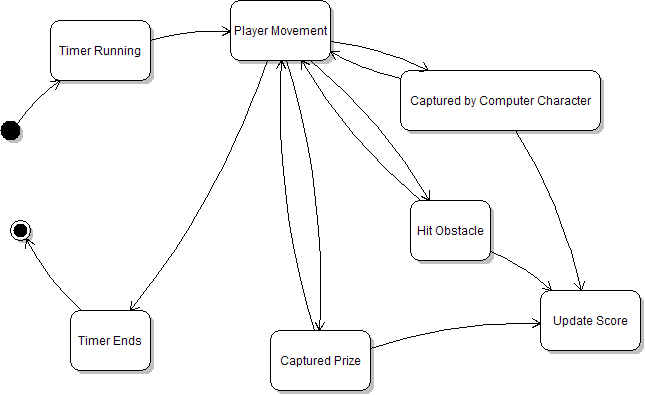 Player Movement
Timer Running
Captured by Computer Character
Hit Obstacle
Update Score
Timer Ends
Captured Prize